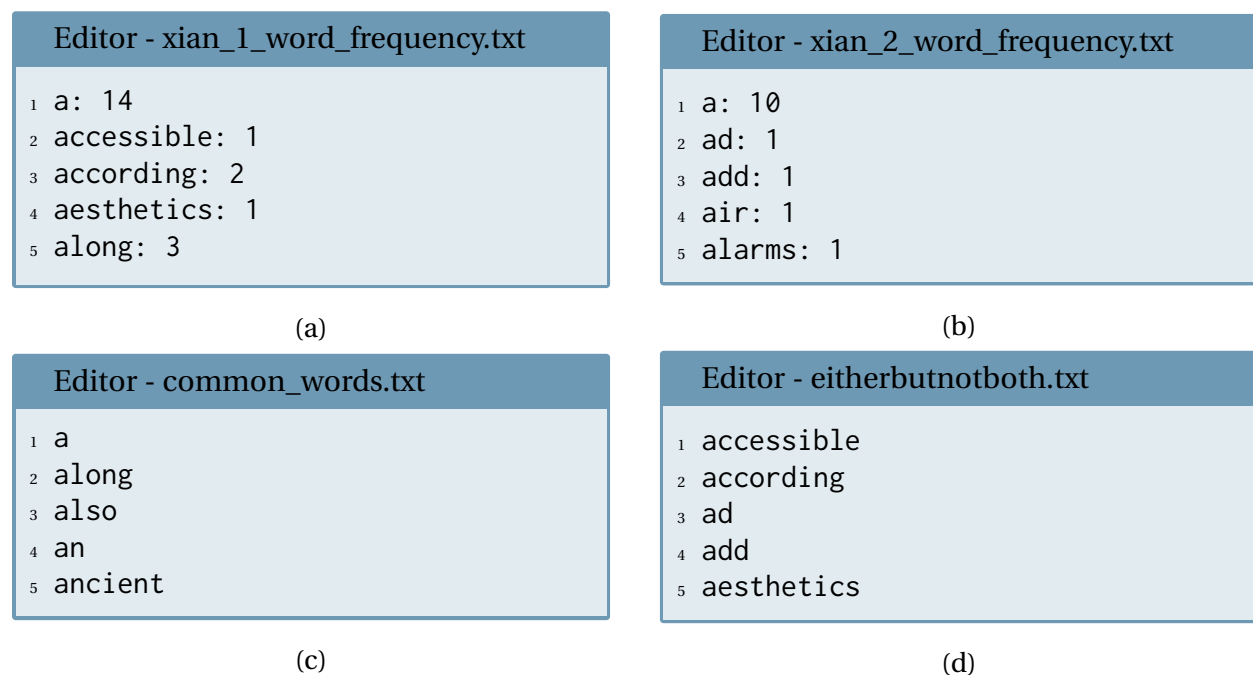 Editor - xian_1_word_frequency.txt
1 a: 14
2 accessible: 1
3 according: 2
4 aesthetics: 1
5 along: 3
(a)
Editor - xian_2_word_frequency.txt
1 a: 10
2 ad: 1
3 add: 1
4 air: 1
5 alarms: 1
(b)
Editor - common_words.txt
1 a
2 along
3 also
4 an
5 ancient
(c)
Editor - eitherbutnotboth.txt
1 accessible
2 according
3 ad
4 add
5 aesthetics
(d)